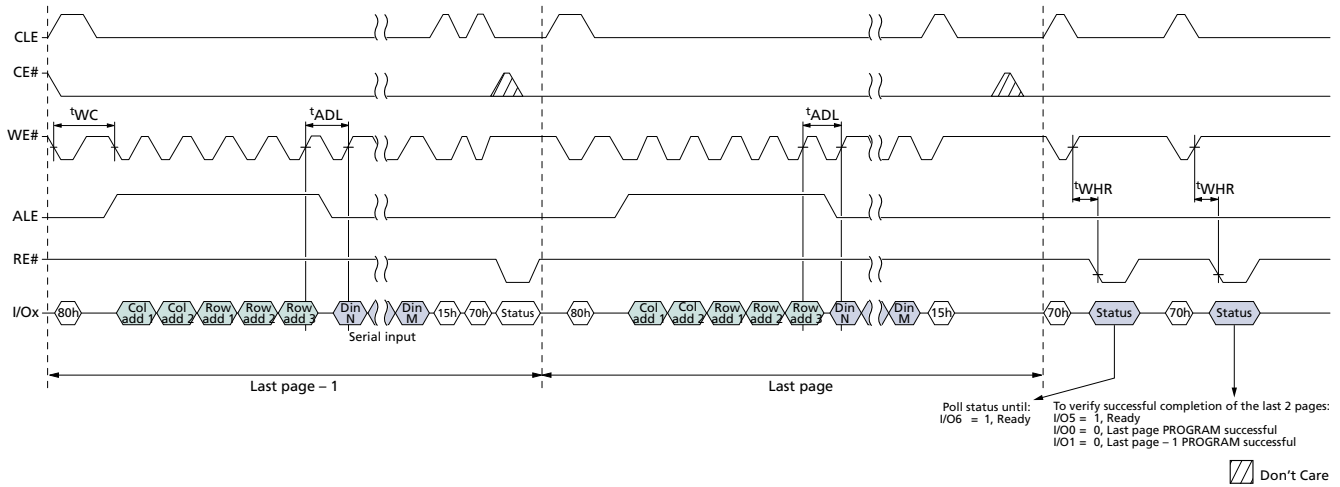 CLE
CE#
tWC
tADL
tADL
WE#
tWHR
tWHR
ALE
RE#
I/Ox
80h
Col add 1
Col add 2
Row add 1
Row add 2
Row add 3
Din N
Din M
15h
70h
Status
80h
Col add 1
Col add 2
Row add 1
Row add 2
Row add 3
Din N
Din M
15h
70h
Status
70h
Status
Serial input
Last page – 1
Last page
Poll status until:
I/O6 = 1, Ready
To verify successful completion of the last 2 pages:
I/O5 = 1, Ready
I/O0 = 0, Last page PROGRAM successful
I/O1 = 0, Last page – 1 PROGRAM successful
Don't Care